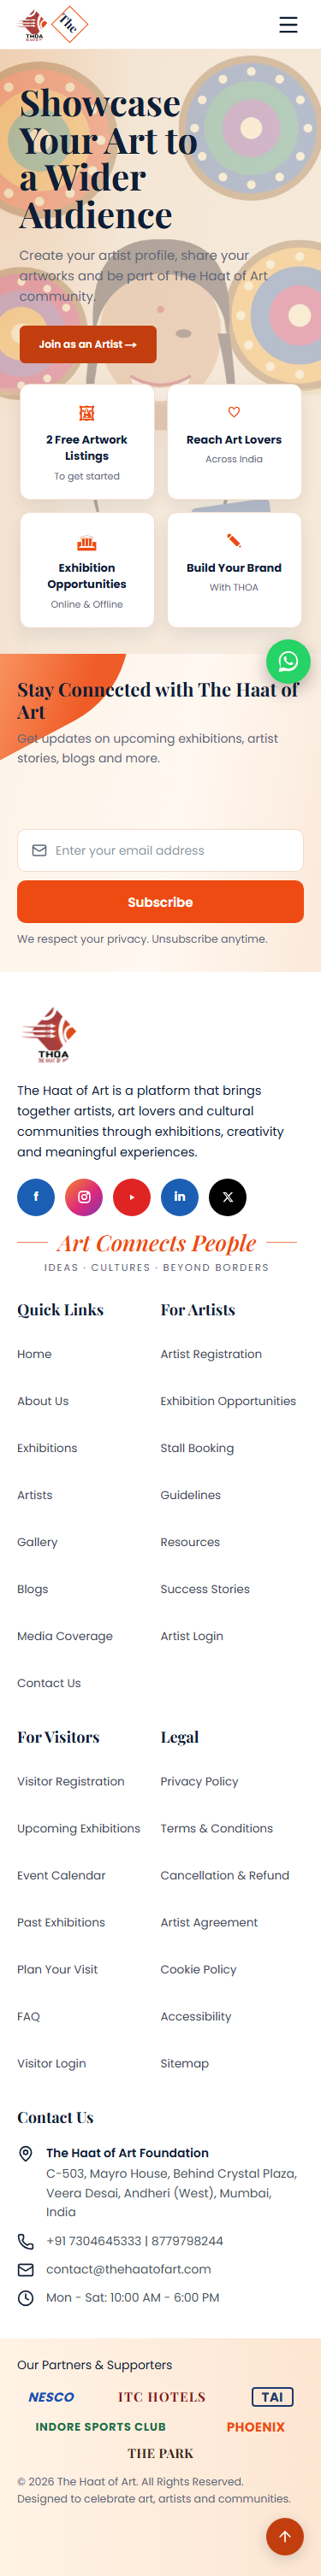 THOA
The
Showcase
Your Art to
a Wider
Audience
Create your artist profile, share your
artworks and be part of The Haat of Art
community.
Join as an Artist →
2 Free Artwork
Listings
To get started
Reach Art Lovers
Across India
Exhibition
Opportunities
Online & Offline
Build Your Brand
With THOA
Stay Connected with The Haat of
Art
Get updates on upcoming exhibitions, artist
stories, blogs and more.
Enter your email address
Subscribe
We respect your privacy. Unsubscribe anytime.
THOA
THE HAAT OF ART
The Haat of Art is a platform that brings
together artists, art lovers and cultural
communities through exhibitions, creativity
and meaningful experiences.
Art Connects People
IDEAS · CULTURES · BEYOND BORDERS
Quick Links
Home
About Us
Exhibitions
Artists
Gallery
Blogs
Media Coverage
Contact Us
For Artists
Artist Registration
Exhibition Opportunities
Stall Booking
Guidelines
Resources
Success Stories
Artist Login
For Visitors
Visitor Registration
Upcoming Exhibitions
Event Calendar
Past Exhibitions
Plan Your Visit
FAQ
Visitor Login
Legal
Privacy Policy
Terms & Conditions
Cancellation & Refund
Artist Agreement
Cookie Policy
Accessibility
Sitemap
Contact Us
The Haat of Art Foundation
C-503, Mayro House, Behind Crystal Plaza,
Veera Desai, Andheri (West), Mumbai,
India
+91 7304645333 | 8779798244
contact@thehaatofart.com
Mon - Sat: 10:00 AM - 6:00 PM
Our Partners & Supporters
NESCO
ITC HOTELS
TAI
INDORE SPORTS CLUB
PHOENIX
THE PARK
© 2026 The Haat of Art. All Rights Reserved.
Designed to celebrate art, artists and communities.